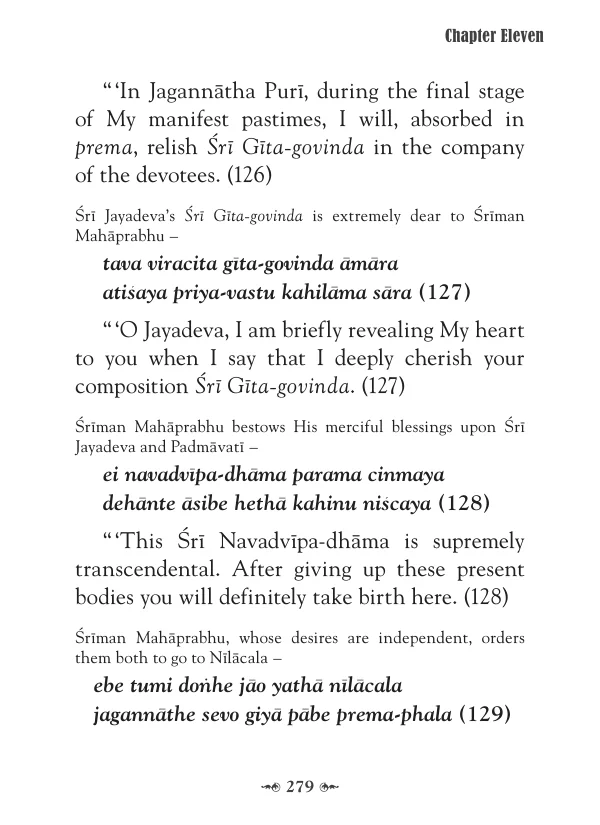 Chapter Eleven
“ ‘In Jagannātha Purī, during the final stage
of My manifest pastimes, I will, absorbed in
prema, relish Śrī Gīta-govinda in the company
of the devotees. (126)
Śrī Jayadeva’s Śrī Gīta-govinda is extremely dear to Śrīman
Mahāprabhu –
tava viracita gīta-govinda āmāra
atiśaya priya-vastu kahilāma sāra (127)
“ ‘O Jayadeva, I am briefly revealing My heart
to you when I say that I deeply cherish your
composition Śrī Gīta-govinda. (127)
Śrīman Mahāprabhu bestows His merciful blessings upon Śrī
Jayadeva and Padmāvatī –
ei navadvīpa-dhāma parama cinmaya
dehānte āsibe hethā kahinu niścaya (128)
“ ‘This Śrī Navadvīpa-dhāma is supremely
transcendental. After giving up these present
bodies you will definitely take birth here. (128)
Śrīman Mahāprabhu, whose desires are independent, orders
them both to go to Nīlācala –
ebe tumi doṅhe jāo yathā nīlācala
jagannāthe sevo giyā pābe prema-phala (129)
279